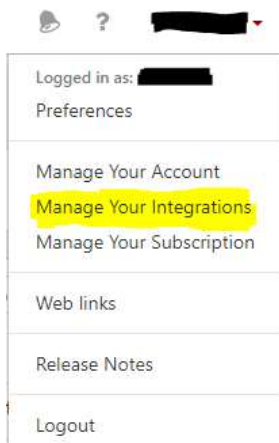 ?
Logged in as:
Preferences
Manage Your Account
Manage Your Integrations
Manage Your Subscription
Web links
Release Notes
Logout